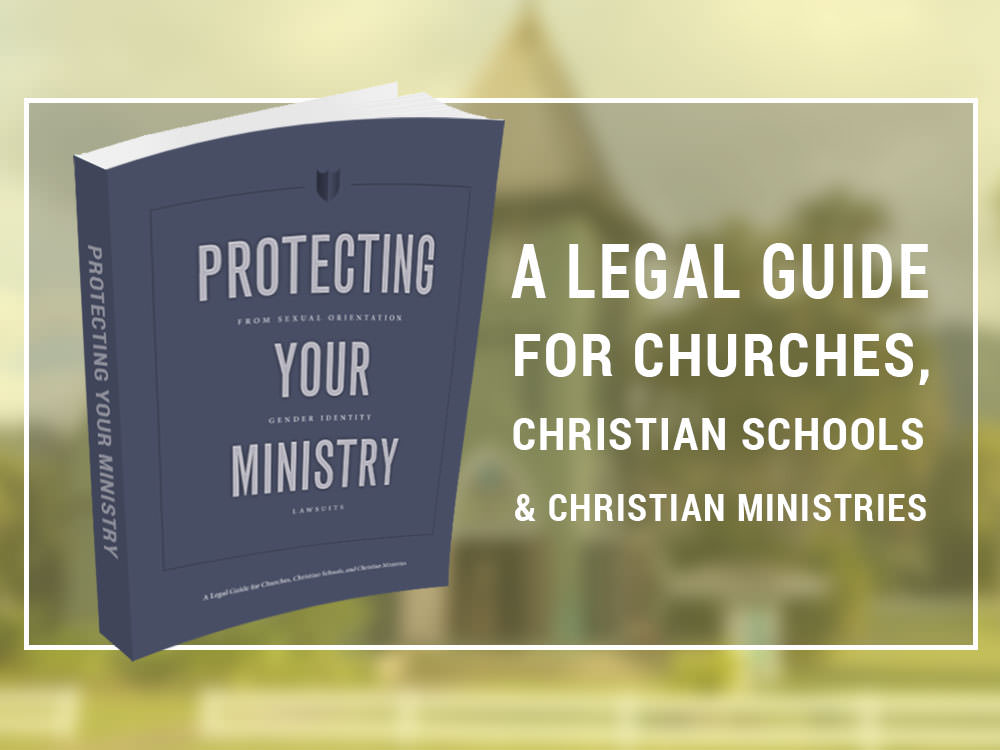 PROTECTING YOUR MINISTRY
PROTECTING
FROM SEXUAL ORIENTATION
YOUR
GENDER IDENTITY
MINISTRY
LAWSUITS
A Legal Guide for Churches, Christian Schools, and Christian Ministries
A LEGAL GUIDE
FOR CHURCHES,
CHRISTIAN SCHOOLS
& CHRISTIAN MINISTRIES